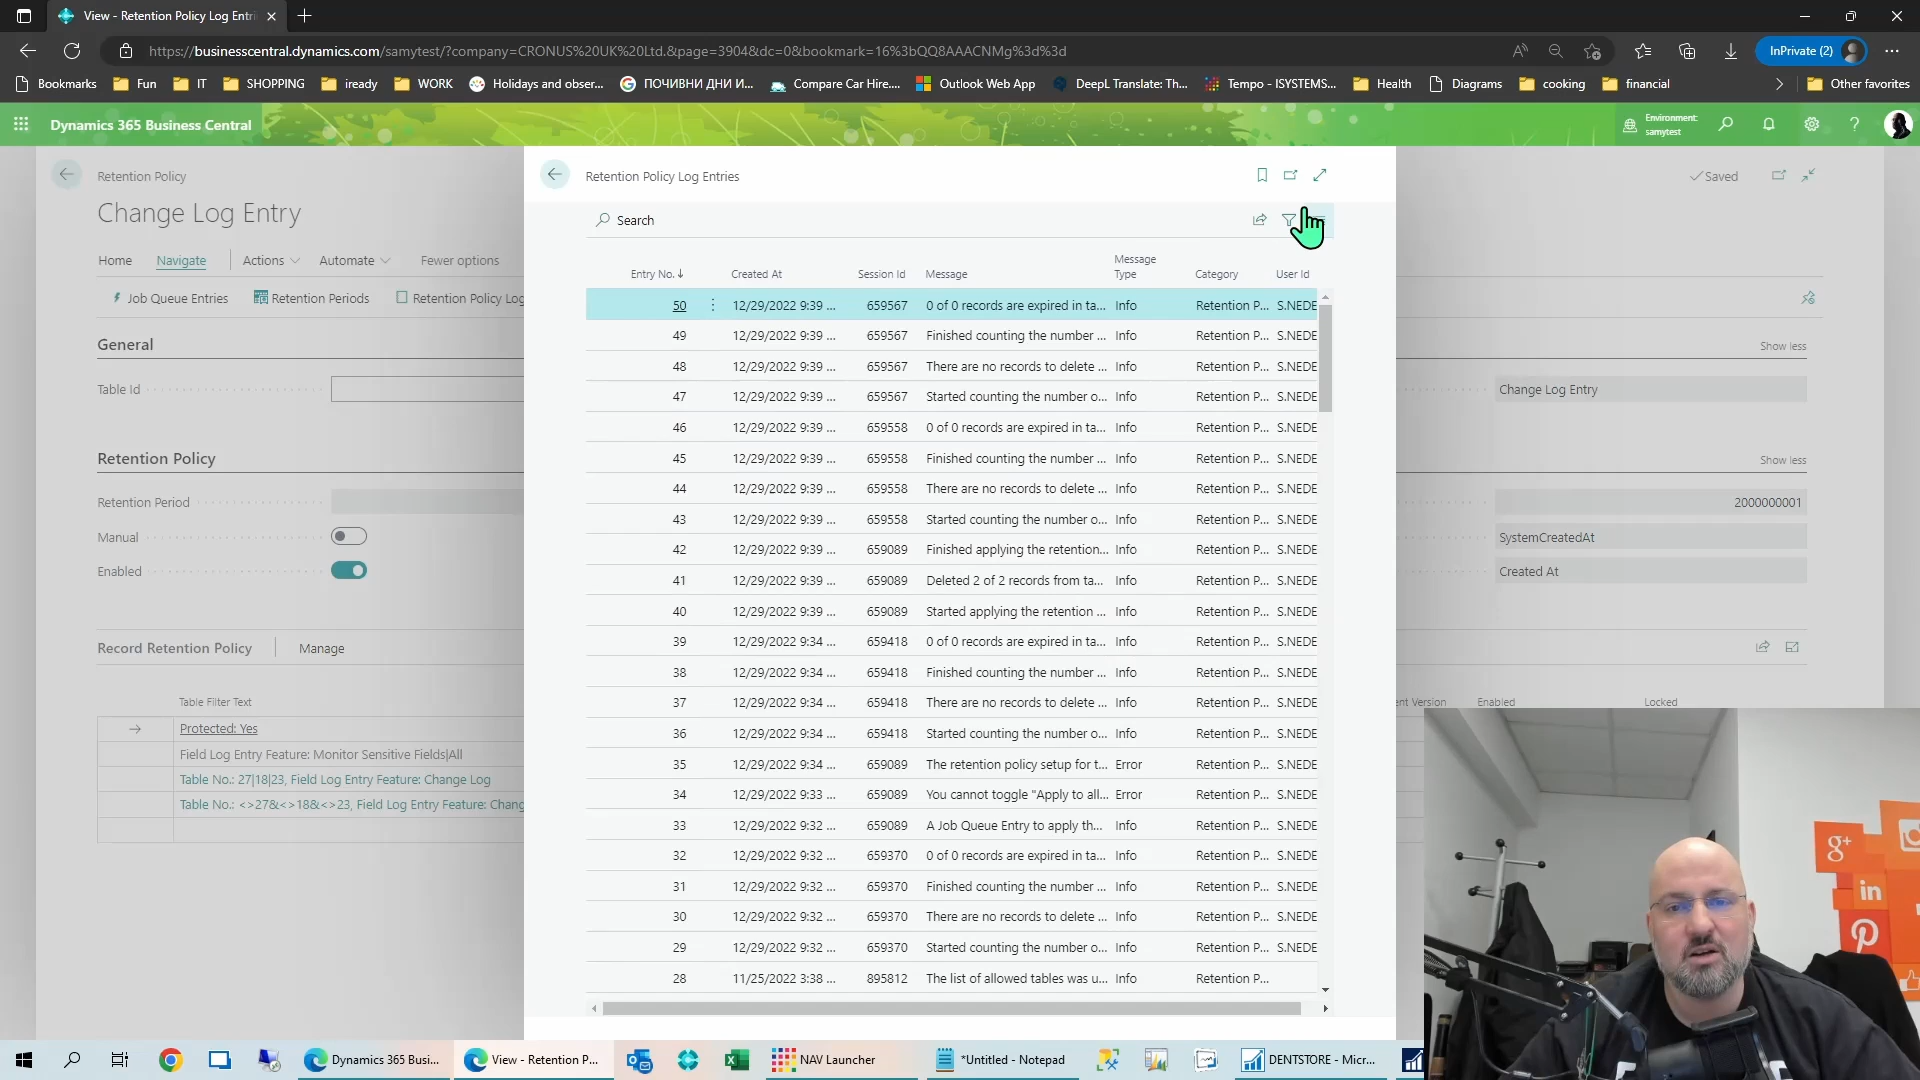 View - Retention Policy Log Entri
https://businesscentral.dynamics.com/samytest/?company=CRONUS%20UK%20Ltd.&page=3904&dc=0&bookmark=16%3bQQ8AAACNMg%3d%3d
InPrivate (2)
Bookmarks Fun IT SHOPPING iready WORK Holidays and obser... ПОЧИВНИ ДНИ И... Compare Car Hire.... Outlook Web App DeepL Translate: Th... Tempo - ISYSTEMS... Health Diagrams cooking financial Other favorites
Dynamics 365 Business Central
Environment:
samytest
Retention Policy
Saved
Change Log Entry
Home Navigate Actions Automate Fewer options
Job Queue Entries Retention Periods Retention Policy Log
General
Show less
Table Id
Change Log Entry
Retention Policy
Show less
Retention Period
2000000001
Manual
SystemCreatedAt
Enabled
Created At
Record Retention Policy Manage
Table Filter Text
ent Version Enabled Locked
Protected: Yes
Field Log Entry Feature: Monitor Sensitive Fields|All
Table No.: 27|18|23, Field Log Entry Feature: Change Log
Table No.: <>27&<>18&<>23, Field Log Entry Feature: Chang
Retention Policy Log Entries
Search
Entry No.↓ Created At Session Id Message Message Type Category User Id
50 12/29/2022 9:39 ... 659567 0 of 0 records are expired in ta... Info Retention P... S.NEDE
49 12/29/2022 9:39 ... 659567 Finished counting the number ... Info Retention P... S.NEDE
48 12/29/2022 9:39 ... 659567 There are no records to delete ... Info Retention P... S.NEDE
47 12/29/2022 9:39 ... 659567 Started counting the number o... Info Retention P... S.NEDE
46 12/29/2022 9:39 ... 659558 0 of 0 records are expired in ta... Info Retention P... S.NEDE
45 12/29/2022 9:39 ... 659558 Finished counting the number ... Info Retention P... S.NEDE
44 12/29/2022 9:39 ... 659558 There are no records to delete ... Info Retention P... S.NEDE
43 12/29/2022 9:39 ... 659558 Started counting the number o... Info Retention P... S.NEDE
42 12/29/2022 9:39 ... 659089 Finished applying the retention... Info Retention P... S.NEDE
41 12/29/2022 9:39 ... 659089 Deleted 2 of 2 records from ta... Info Retention P... S.NEDE
40 12/29/2022 9:39 ... 659089 Started applying the retention ... Info Retention P... S.NEDE
39 12/29/2022 9:34 ... 659418 0 of 0 records are expired in ta... Info Retention P... S.NEDE
38 12/29/2022 9:34 ... 659418 Finished counting the number ... Info Retention P... S.NEDE
37 12/29/2022 9:34 ... 659418 There are no records to delete ... Info Retention P... S.NEDE
36 12/29/2022 9:34 ... 659418 Started counting the number o... Info Retention P... S.NEDE
35 12/29/2022 9:34 ... 659089 The retention policy setup for t... Error Retention P... S.NEDE
34 12/29/2022 9:33 ... 659089 You cannot toggle "Apply to all... Error Retention P... S.NEDE
33 12/29/2022 9:32 ... 659089 A Job Queue Entry to apply th... Info Retention P... S.NEDE
32 12/29/2022 9:32 ... 659370 0 of 0 records are expired in ta... Info Retention P... S.NEDE
31 12/29/2022 9:32 ... 659370 Finished counting the number ... Info Retention P... S.NEDE
30 12/29/2022 9:32 ... 659370 There are no records to delete ... Info Retention P... S.NEDE
29 12/29/2022 9:32 ... 659370 Started counting the number o... Info Retention P... S.NEDE
28 11/25/2022 3:38 ... 895812 The list of allowed tables was u... Info Retention P...
g+
in
Dynamics 365 Busi... View - Retention P... NAV Launcher *Untitled - Notepad DENTSTORE - Micr...